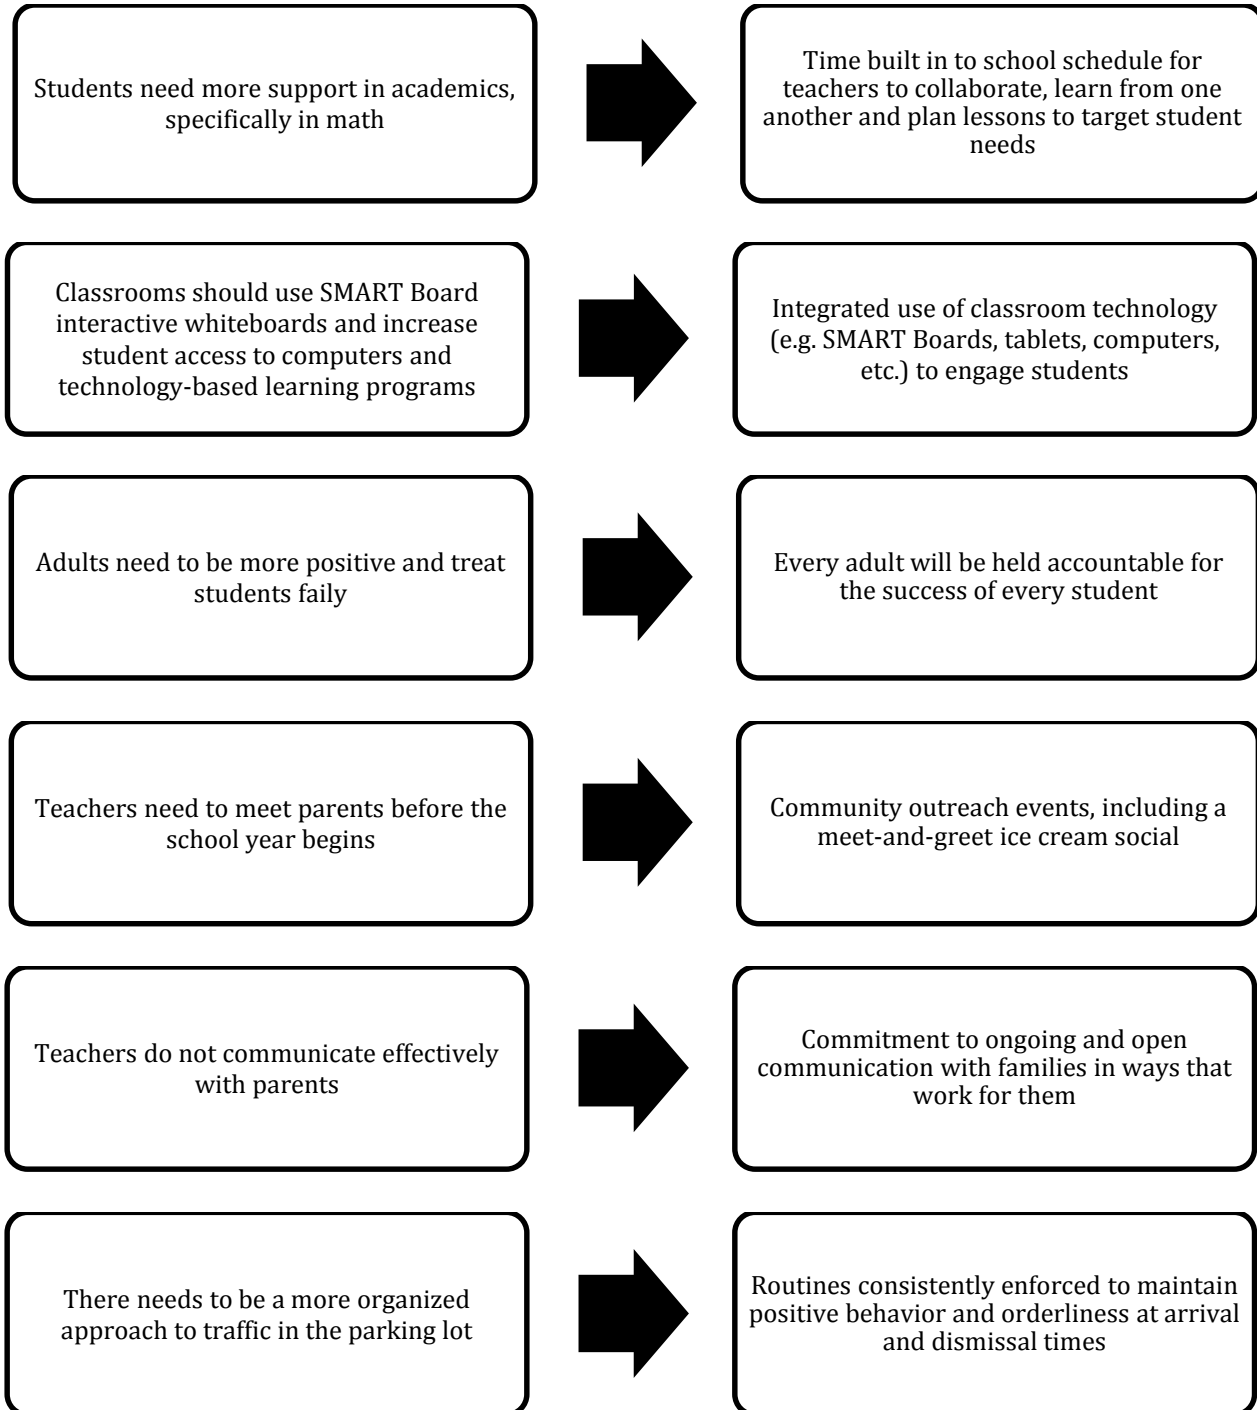 Students need more support in academics,
specifically in math
Time built in to school schedule for
teachers to collaborate, learn from one
another and plan lessons to target student
needs
Classrooms should use SMART Board
interactive whiteboards and increase
student access to computers and
technology-based learning programs
Integrated use of classroom technology
(e.g. SMART Boards, tablets, computers,
etc.) to engage students
Adults need to be more positive and treat
students faily
Every adult will be held accountable for
the success of every student
Teachers need to meet parents before the
school year begins
Community outreach events, including a
meet-and-greet ice cream social
Teachers do not communicate effectively
with parents
Commitment to ongoing and open
communication with families in ways that
work for them
There needs to be a more organized
approach to traffic in the parking lot
Routines consistently enforced to maintain
positive behavior and orderliness at arrival
and dismissal times